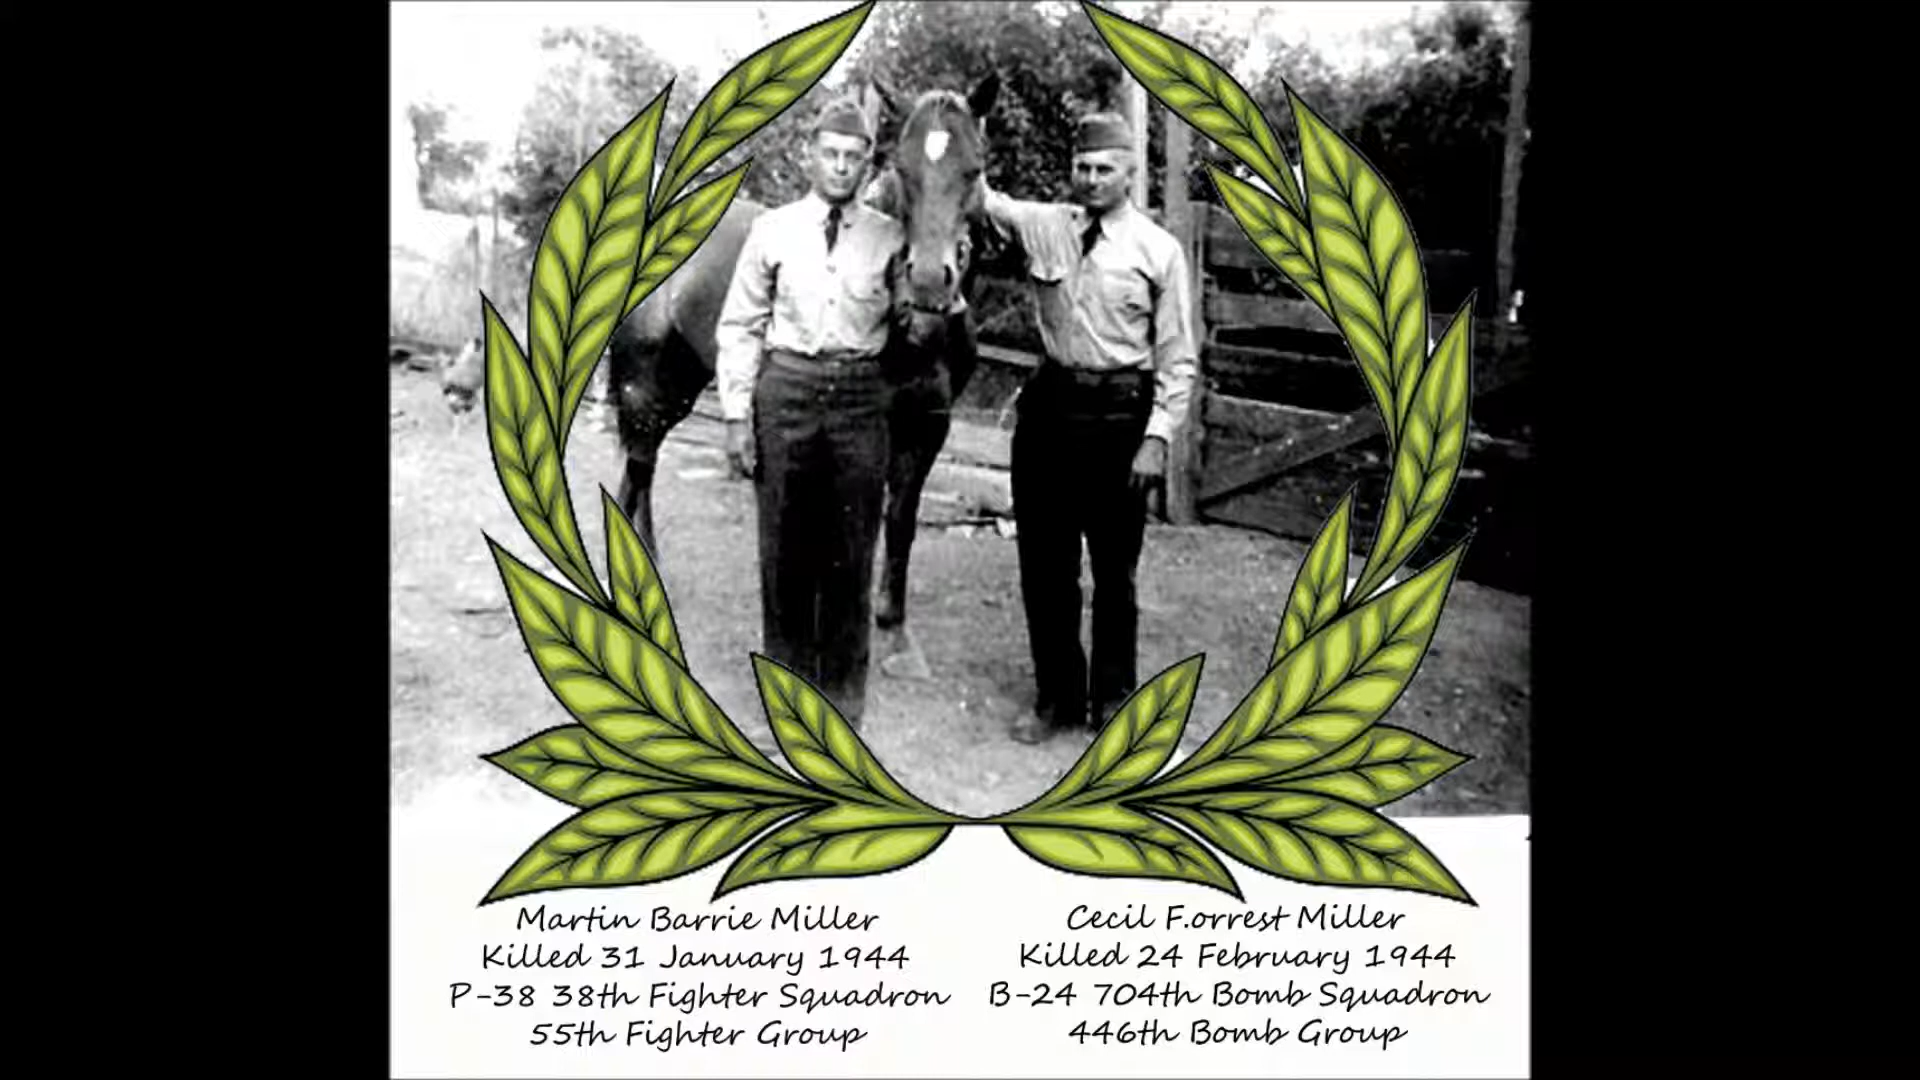 Martin Barrie Miller
Killed 31 January 1944
P-38 38th Fighter Squadron
55th Fighter Group
Cecil F.orrest Miller
Killed 24 February 1944
B-24 704th Bomb Squadron
446th Bomb Group